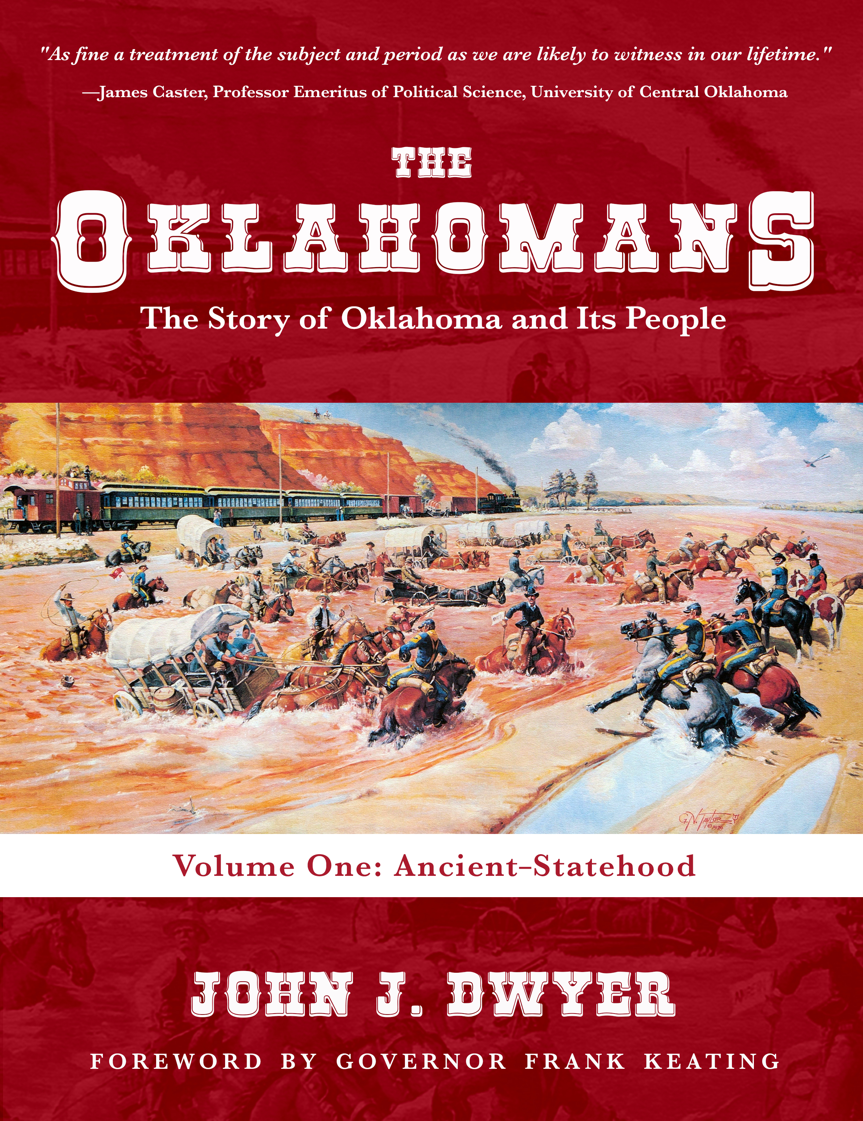 "As fine a treatment of the subject and period as we are likely to witness in our lifetime."
—James Caster, Professor Emeritus of Political Science, University of Central Oklahoma
THE
OKLAHOMANS
The Story of Oklahoma and Its People
Volume One: Ancient–Statehood
JOHN J. DWYER
FOREWORD BY GOVERNOR FRANK KEATING